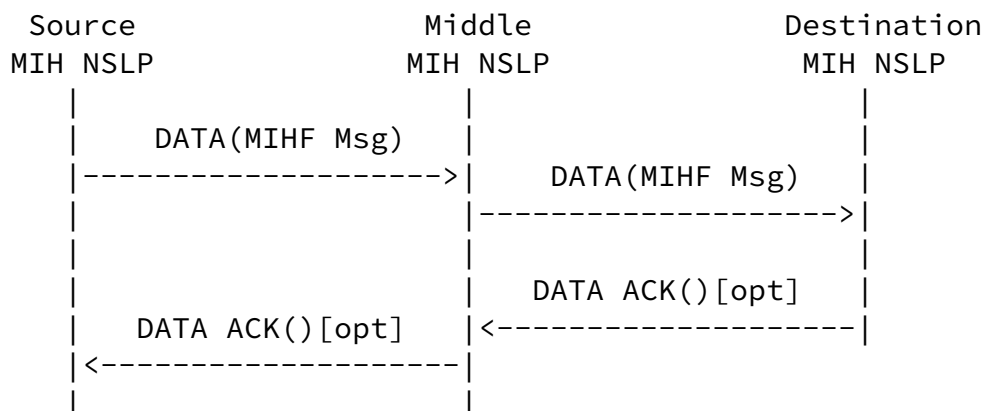 Source Middle Destination
MIH NSLP MIH NSLP MIH NSLP
DATA(MIHF Msg)
DATA(MIHF Msg)
DATA ACK()[opt]
DATA ACK()[opt]